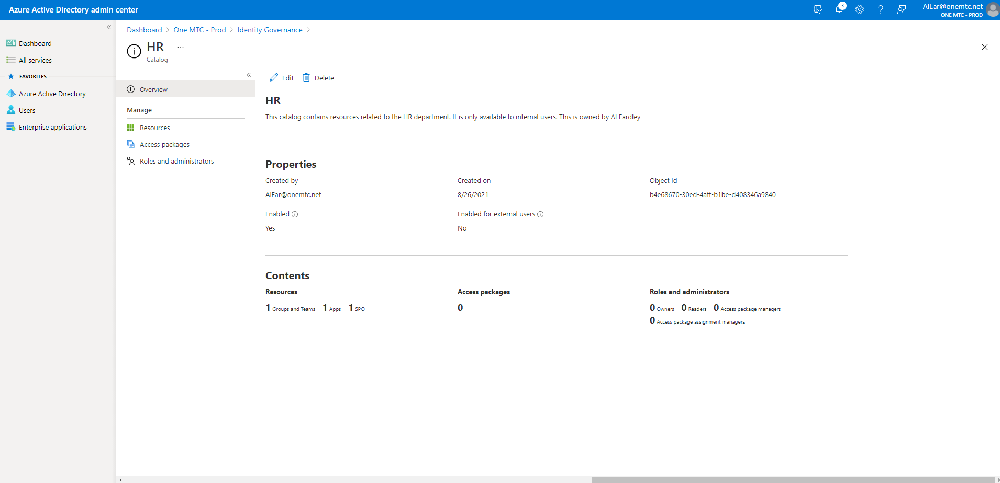 Azure Active Directory admin center
3
AlEar@onemtc.net
ONE MTC - PROD
Dashboard
All services
FAVORITES
Azure Active Directory
Users
Enterprise applications
Dashboard > One MTC - Prod > Identity Governance >
HR ...
Catalog
Overview
Manage
Resources
Access packages
Roles and administrators
Edit Delete
HR
This catalog contains resources related to the HR department. It is only available to internal users. This is owned by Al Eardley
Properties
Created by Created on Object Id
AlEar@onemtc.net 8/26/2021 b4e68670-30ed-4aff-b1be-d408346a9840
Enabled Enabled for external users
Yes No
Contents
Resources Access packages Roles and administrators
1 Groups and Teams 1 Apps 1 SPO 0 0 Owners 0 Readers 0 Access package managers
0 Access package assignment managers